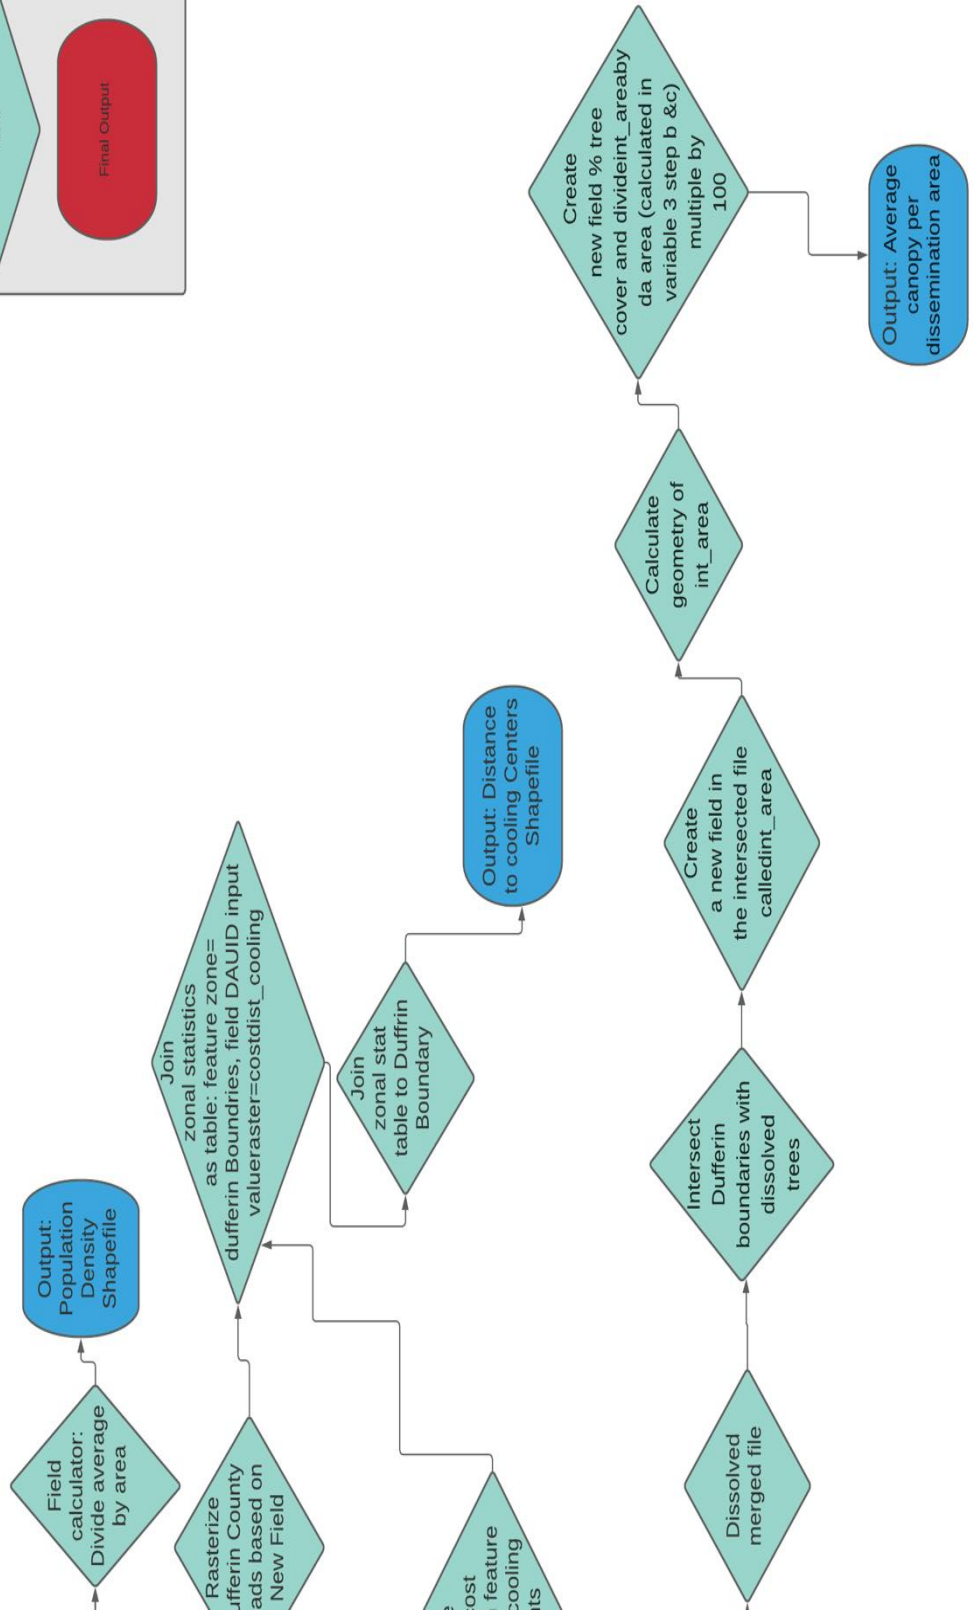 Final Output
Output:
Population
Density
Shapefile
Field
calculator:
Divide average
by area
Join
zonal statistics
as table: feature zone=
dufferin Boundries, field DAUID input
valueraster=costdist_cooling
Rasterize
County
based on
New Field
Join
zonal stat
table to Duffrin
Boundary
Output: Distance
to cooling Centers
Shapefile
feature
Dissolved
merged file
Intersect
Dufferin
boundaries with
dissolved
trees
Create
a new field in
the intersected file
calledint_area
Calculate
geometry of
int_area
Create
new field % tree
cover and divideint_areaby
da area (calculated in
variable 3 step b &c)
multiple by
100
Output: Average
canopy per
dissemination area